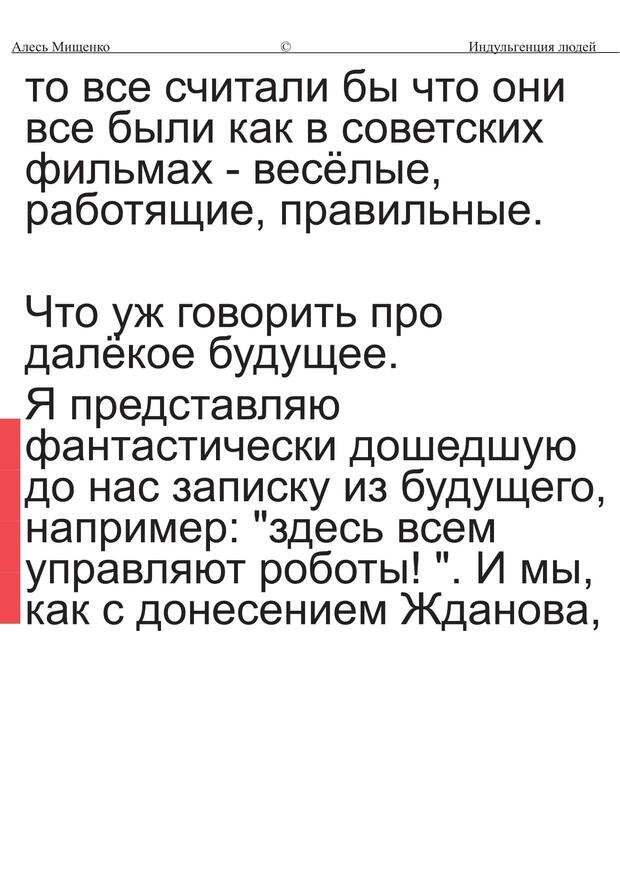 Алесь Мищенко © Индульгенция людей
то все считали бы что они
все были как в советских
фильмах - весёлые,
работящие, правильные.
Что уж говорить про
далёкое будущее.
Я представляю
фантастически дошедшую
до нас записку из будущего,
например: "здесь всем
управляют роботы! ". И мы,
как с донесением Жданова,